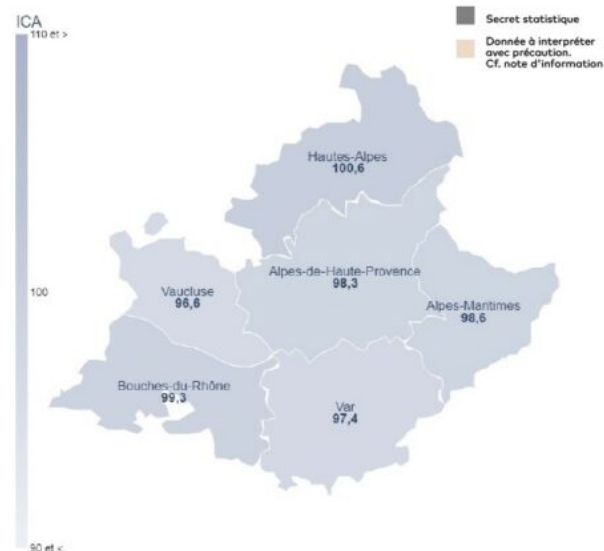 ICA
110 et >
100
90 et <
Secret statistique
Donnée à interpréter
avec précaution.
Cf. note d'information
Hautes-Alpes
100,6
Alpes-de-Haute-Provence
98,3
Vaucluse
96,6
Alpes-Maritimes
98,6
Bouches-du-Rhône
99,3
Var
97,4